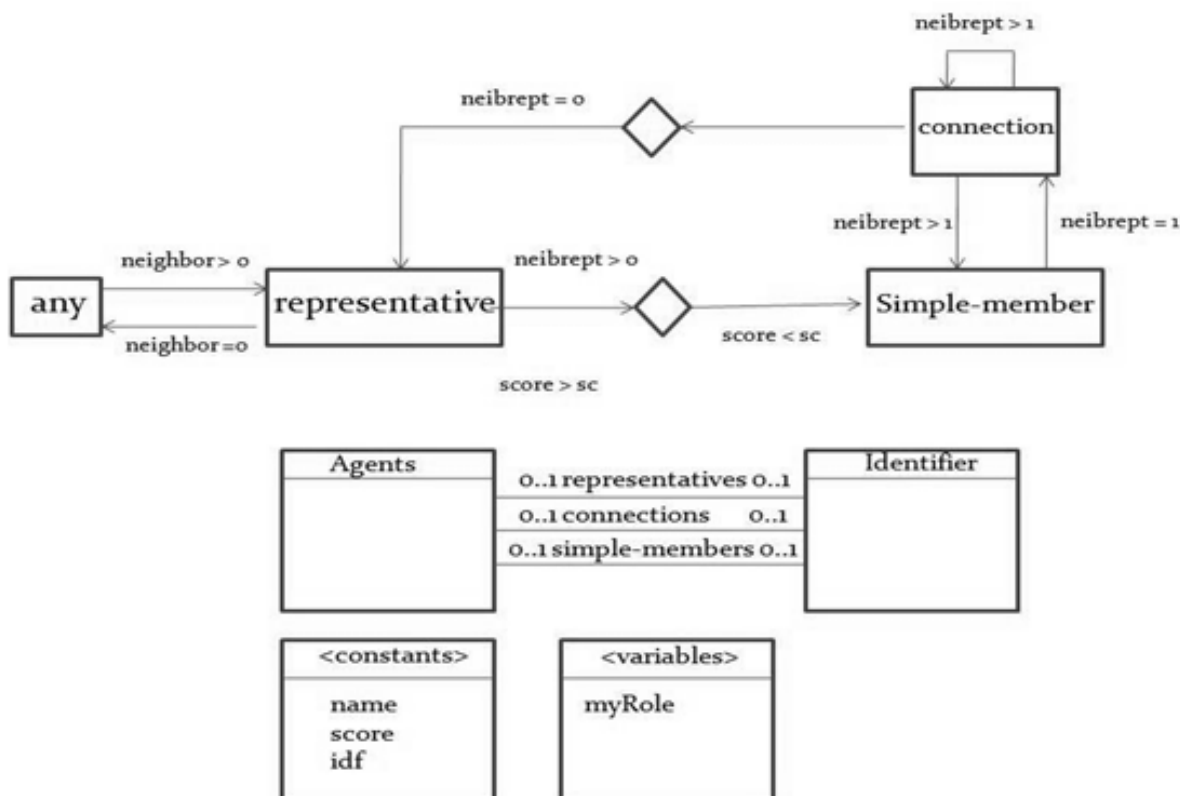 neibrept > 1
neibrept = 0
connection
neibrept >1
neibrept = 1
neighbor > 0
neibrept > 0
any
representative
Simple-member
neighbor =0
score < sc
score > sc
Agents
Identifier
0..1 representatives 0..1
0..1 connections 0..1
0..1 simple-members 0..1
<constants>
<variables>
name
myRole
score
idf